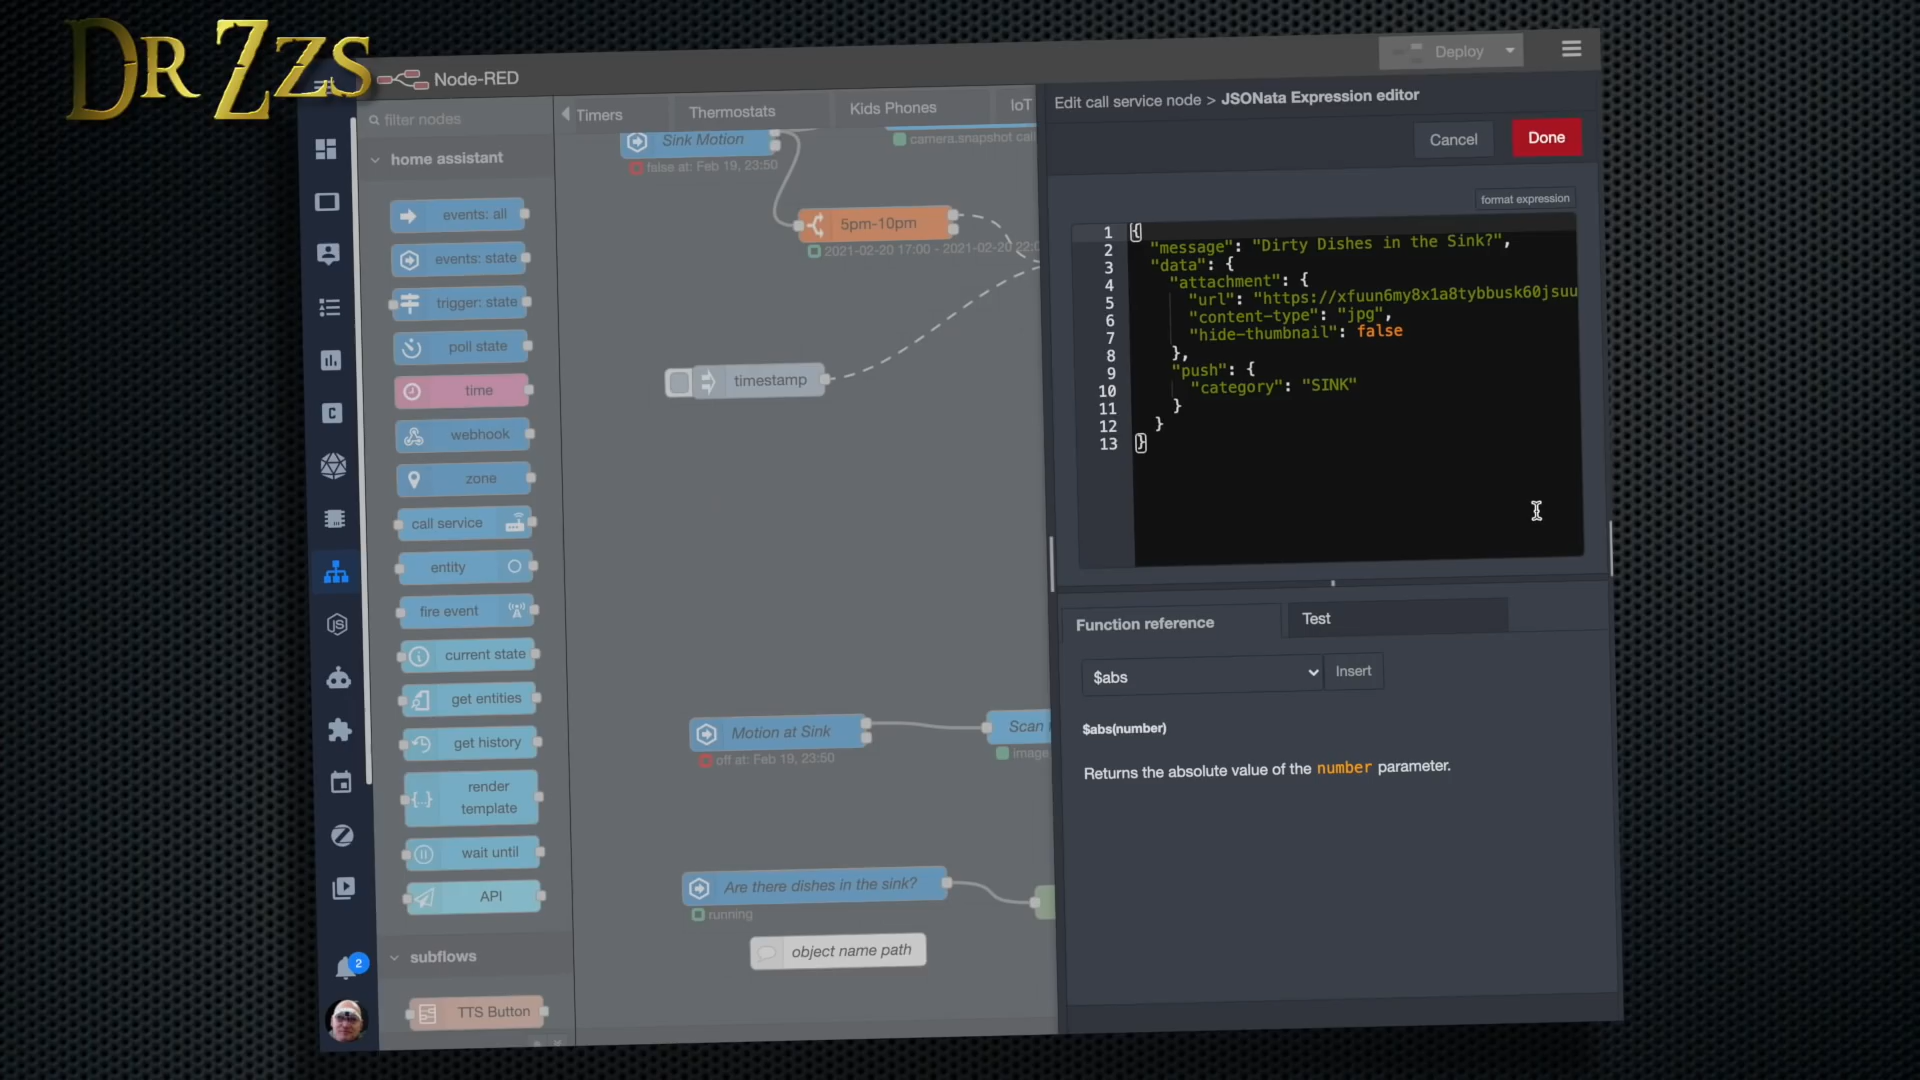 DR ZZS
Node-RED
Deploy
filter nodes
home assistant
events: all
events: state
trigger: state
poll state
time
webhook
zone
call service
entity
fire event
current state
get entities
get history
render
template
wait until
API
subflows
TTS Button
2
Timers
Thermostats
Kids Phones
IoT
Sink Motion
false at: Feb 19, 23:50
camera.snapshot call
5pm-10pm
2021-02-20 17:00 - 2021-02-20 22:0
timestamp
Motion at Sink
off at: Feb 19, 23:50
Scan
image
Are there dishes in the sink?
running
object name path
Edit call service node > JSONata Expression editor
Cancel
Done
format expression
1 {
2 "message": "Dirty Dishes in the Sink?",
3 "data": {
4 "attachment": {
5 "url": "https://xfuun6my8x1a8tybbusk60jsuu
6 "content-type": "jpg",
7 "hide-thumbnail": false
8 },
9 "push": {
10 "category": "SINK"
11 }
12 }
13 }
Function reference
Test
$abs
Insert
$abs(number)
Returns the absolute value of the number parameter.